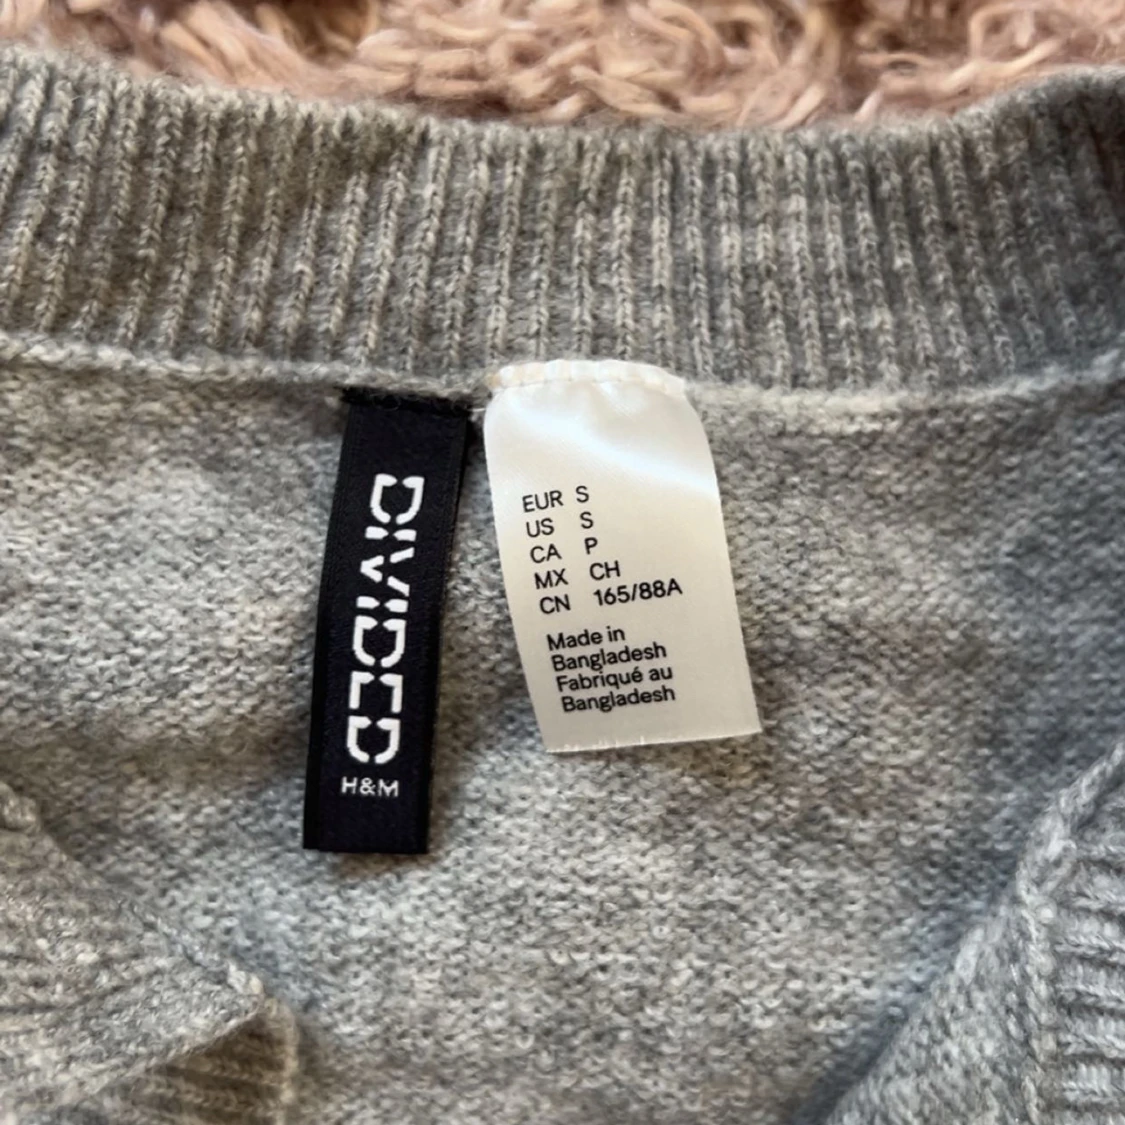 DIVIDED
H&M
EUR S
US S
CA P
MX CH
CN 165/88A
Made in
Bangladesh
Fabriqué au
Bangladesh